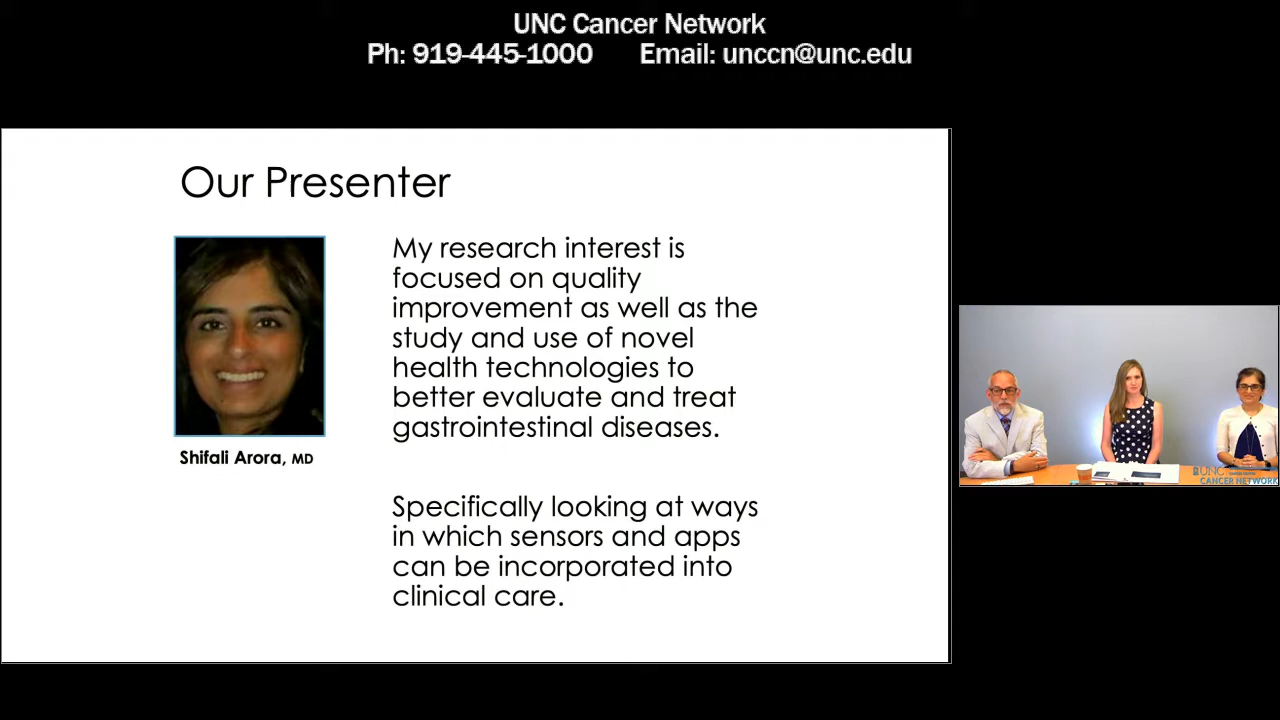 UNC Cancer Network
Ph: 919-445-1000 Email: unccn@unc.edu
Our Presenter
My research interest is
focused on quality
improvement as well as the
study and use of novel
health technologies to
better evaluate and treat
gastrointestinal diseases.
Shifali Arora, MD
Specifically looking at ways
in which sensors and apps
can be incorporated into
clinical care.
UNC
CANCER NETWORK